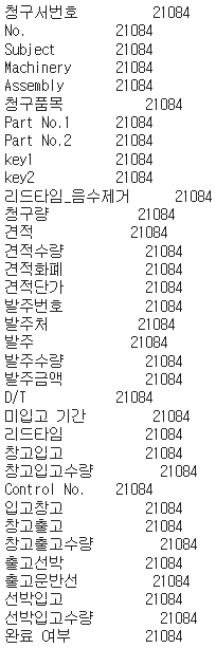 청구서번호 21084
No. 21084
Subject 21084
Machinery 21084
Assembly 21084
청구품목 21084
Part No.1 21084
Part No.2 21084
key1 21084
key2 21084
리드타임_음수제거 21084
청구량 21084
견적 21084
견적수량 21084
견적화폐 21084
견적단가 21084
발주번호 21084
발주처 21084
발주 21084
발주수량 21084
발주금액 21084
D/T 21084
미입고 기간 21084
리드타임 21084
창고입고 21084
창고입고수량 21084
Control No. 21084
입고창고 21084
창고출고 21084
창고출고수량 21084
출고선박 21084
출고운반선 21084
선박입고 21084
선박입고수량 21084
완료 여부 21084